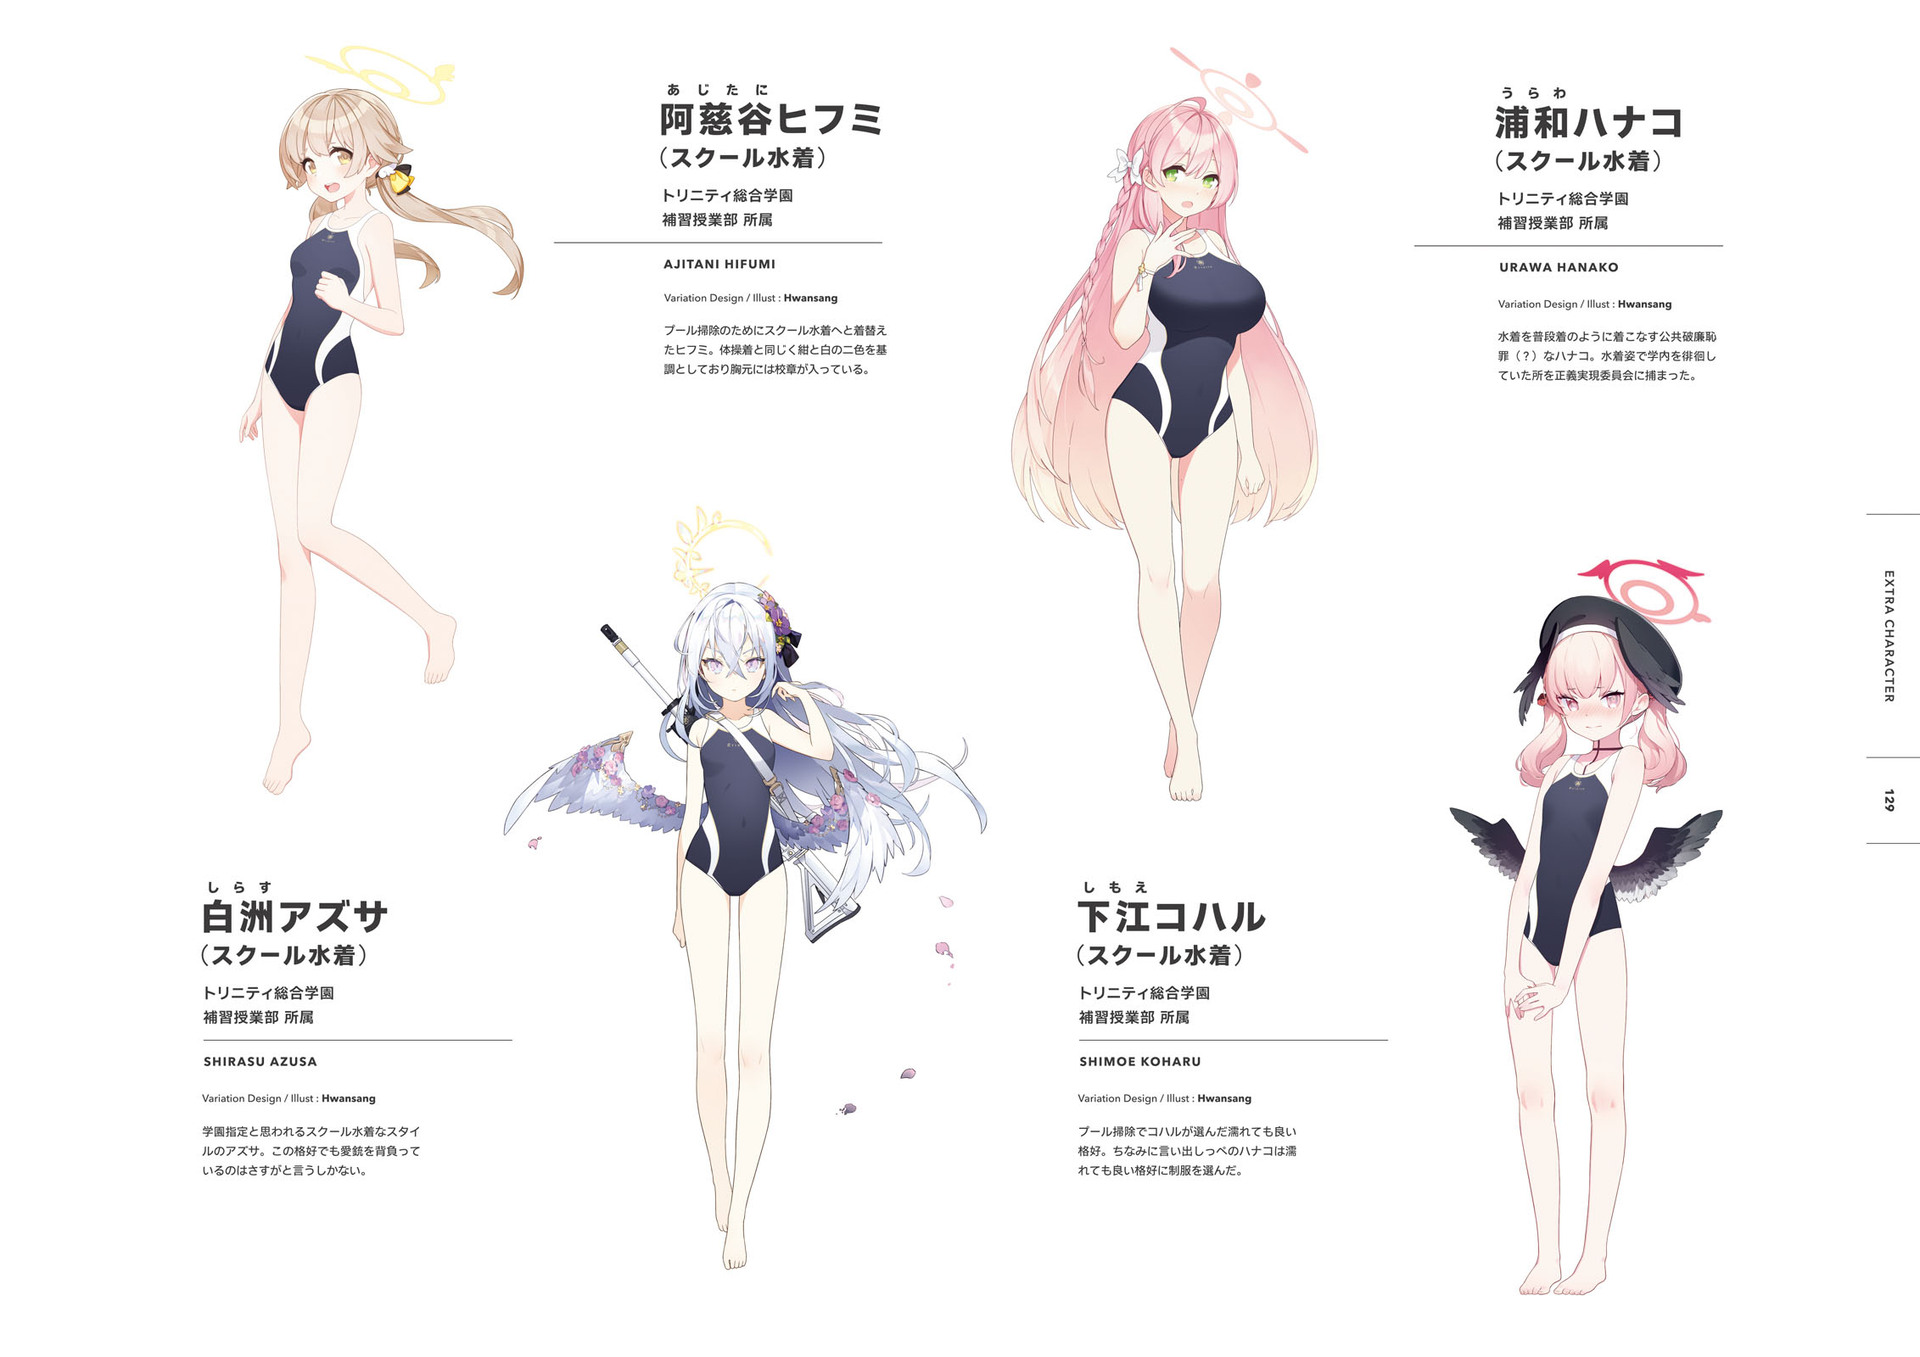 あじたに
阿慈谷ヒフミ
（スクール水着）
トリニティ総合学園
補習授業部 所属
AJITANI HIFUMI
Variation Design / Illust : Hwansang
プール掃除のためにスクール水着へと着替え
たヒフミ。体操着と同じく紺と白の二色を基
調としており胸元には校章が入っている。
うらわ
浦和ハナコ
（スクール水着）
トリニティ総合学園
補習授業部 所属
URAWA HANAKO
Variation Design / Illust : Hwansang
水着を普段着のように着こなす公共破廉恥
罪（？）なハナコ。水着姿で学内を徘徊し
ていた所を正義実現委員会に捕まった。
しらす
白洲アズサ
（スクール水着）
トリニティ総合学園
補習授業部 所属
SHIRASU AZUSA
Variation Design / Illust : Hwansang
学園指定と思われるスクール水着なスタイ
ルのアズサ。この格好でも愛銃を背負って
いるのはさすがと言うしかない。
しもえ
下江コハル
（スクール水着）
トリニティ総合学園
補習授業部 所属
SHIMOE KOHARU
Variation Design / Illust : Hwansang
プール掃除でコハルが選んだ濡れても良い
格好。ちなみに言い出しっぺのハナコは濡
れても良い格好に制服を選んだ。
EXTRA CHARACTER
129